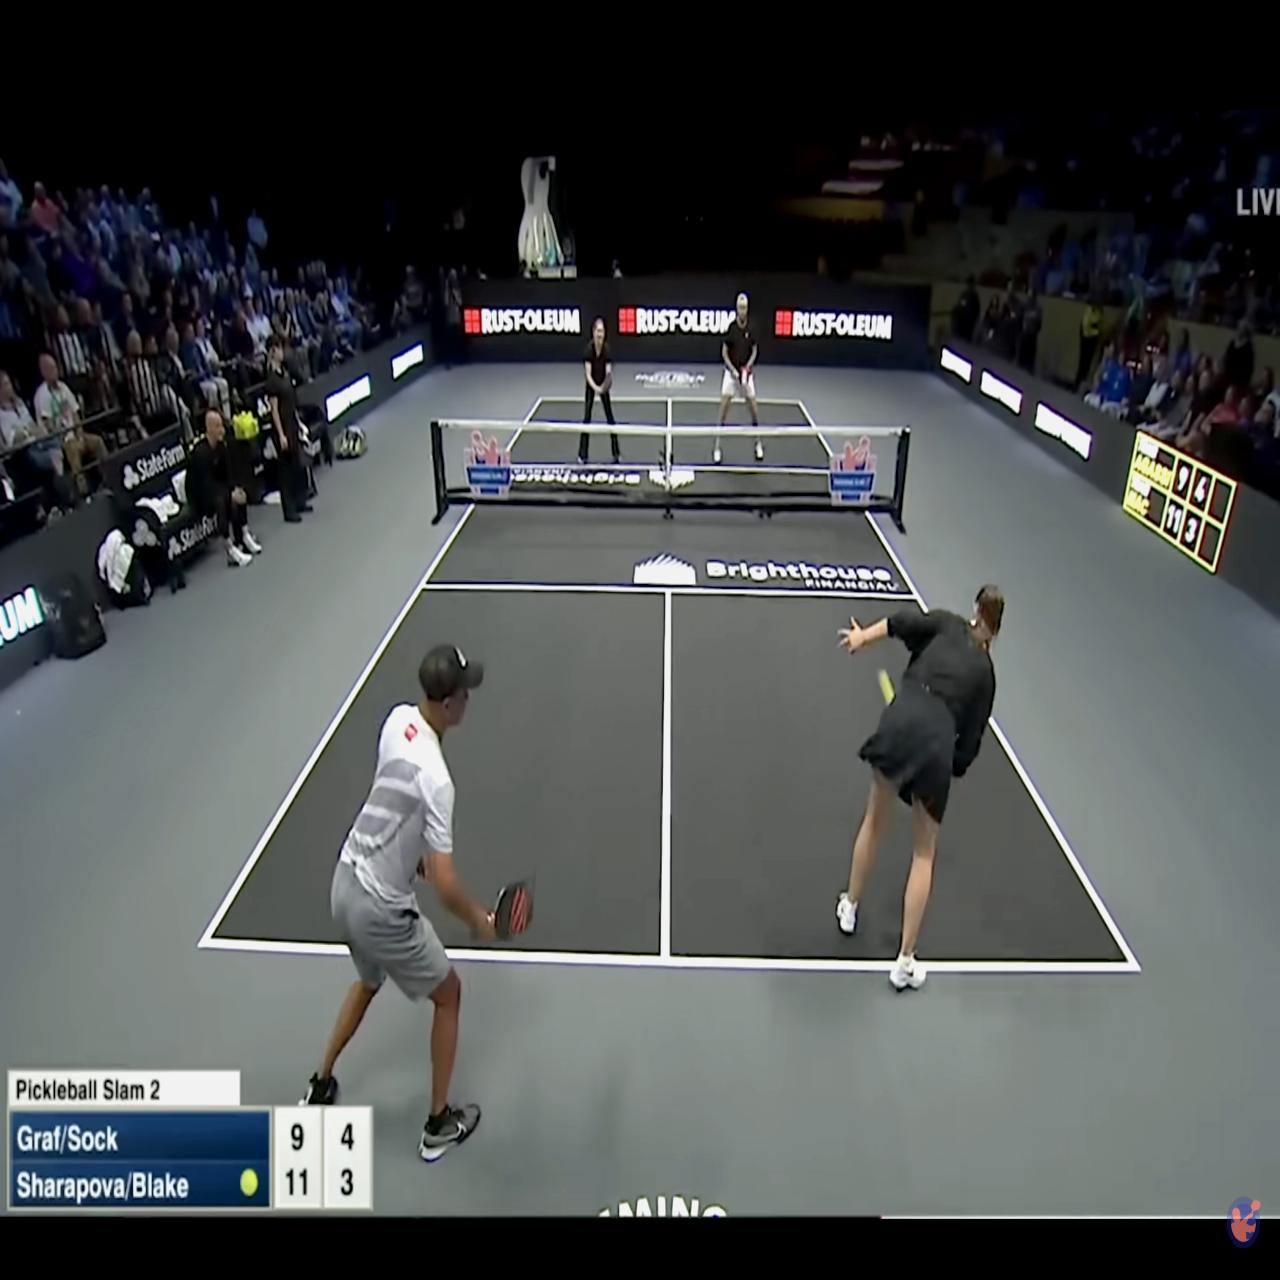 LIVE
RUST-OLEUM RUST-OLEUM RUST-OLEUM
StateFarm
StateFarm
9 4
11 3
UM
Brighthouse
FINANCIAL
Pickleball Slam 2
Graf/Sock 9 4
Sharapova/Blake 11 3